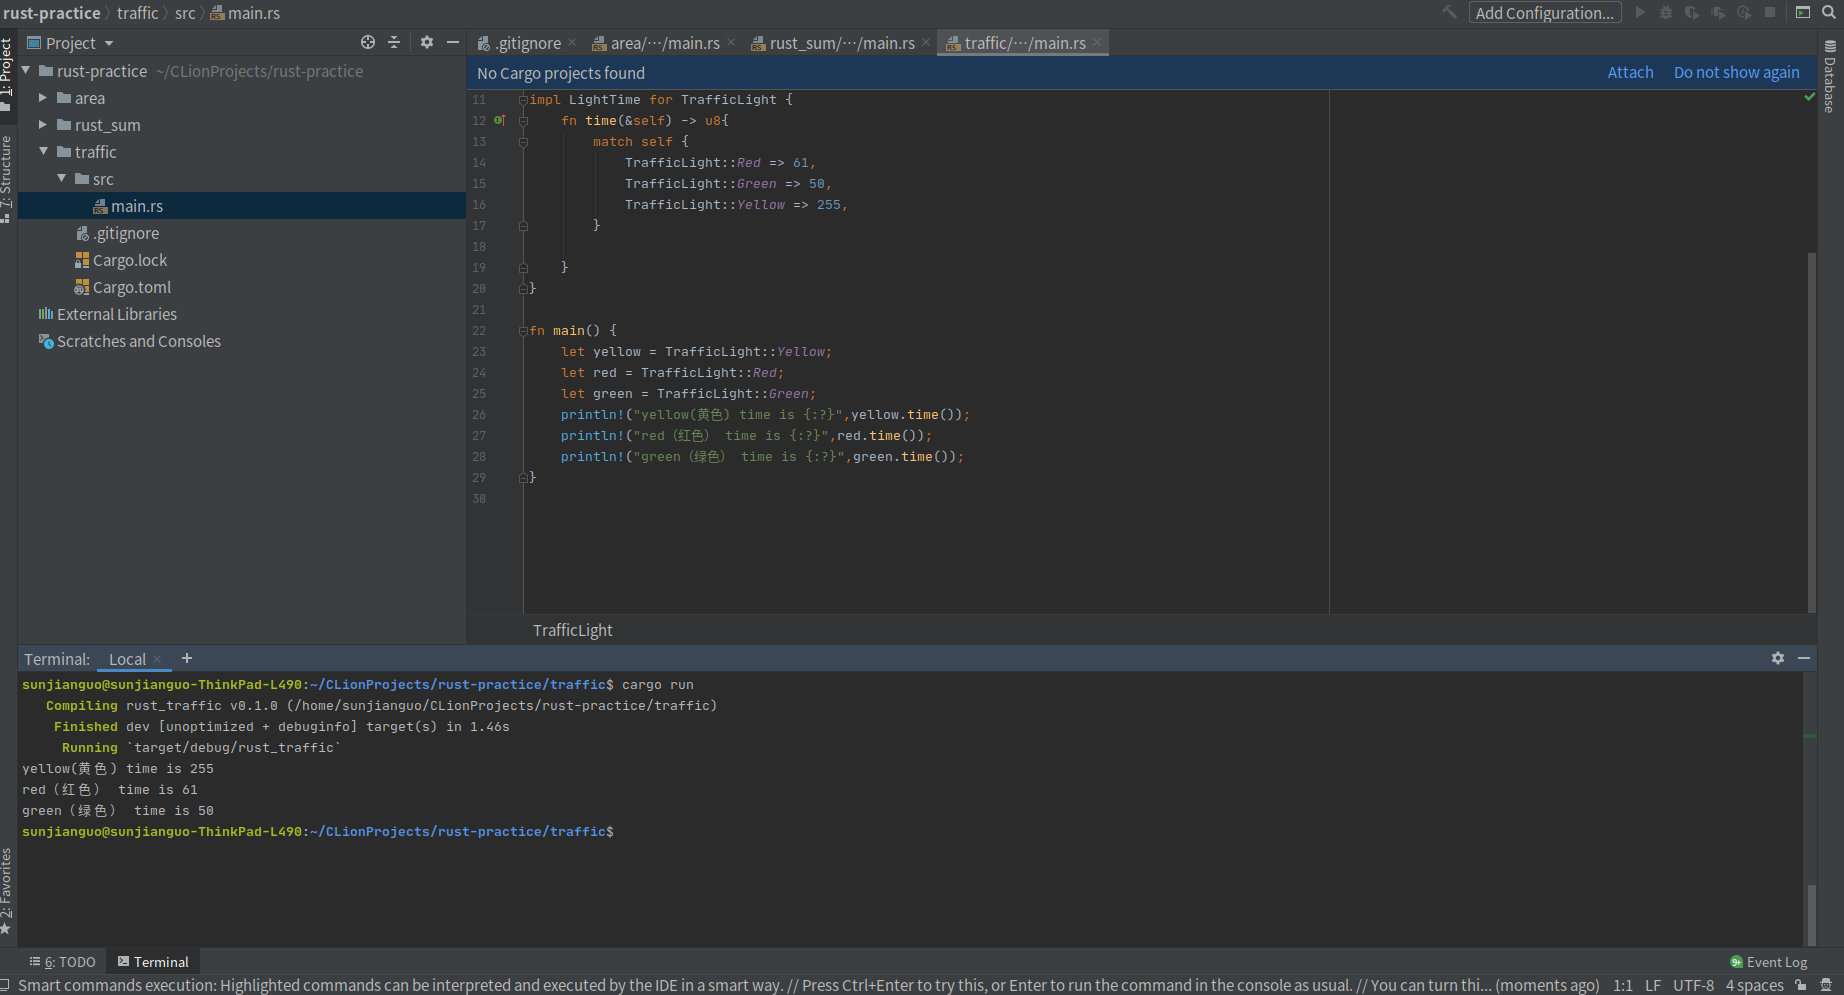 rust-practice traffic src main.rs Add Configuration...
Project .gitignore area/···/main.rs rust_sum/···/main.rs traffic/···/main.rs
1: Project
7: Structure
2: Favorites
Database
rust-practice ~/CLionProjects/rust-practice
area
rust_sum
traffic
src
main.rs
.gitignore
Cargo.lock
Cargo.toml
External Libraries
Scratches and Consoles
No Cargo projects found Attach Do not show again
11 impl LightTime for TrafficLight {
12 fn time(&self) -> u8{
13 match self {
14 TrafficLight::Red => 61,
15 TrafficLight::Green => 50,
16 TrafficLight::Yellow => 255,
17 }
18
19 }
20 }
21
22 fn main() {
23 let yellow = TrafficLight::Yellow;
24 let red = TrafficLight::Red;
25 let green = TrafficLight::Green;
26 println!("yellow(黄色) time is {:?}",yellow.time());
27 println!("red（红色） time is {:?}",red.time());
28 println!("green（绿色） time is {:?}",green.time());
29 }
30
TrafficLight
Terminal: Local +
sunjianguo@sunjianguo-ThinkPad-L490:~/CLionProjects/rust-practice/traffic$ cargo run
Compiling rust_traffic v0.1.0 (/home/sunjianguo/CLionProjects/rust-practice/traffic)
Finished dev [unoptimized + debuginfo] target(s) in 1.46s
Running `target/debug/rust_traffic`
yellow(黄色) time is 255
red（红色） time is 61
green（绿色） time is 50
sunjianguo@sunjianguo-ThinkPad-L490:~/CLionProjects/rust-practice/traffic$
6: TODO Terminal 9+ Event Log
Smart commands execution: Highlighted commands can be interpreted and executed by the IDE in a smart way. // Press Ctrl+Enter to try this, or Enter to run the command in the console as usual. // You can turn thi... (moments ago) 1:1 LF UTF-8 4 spaces